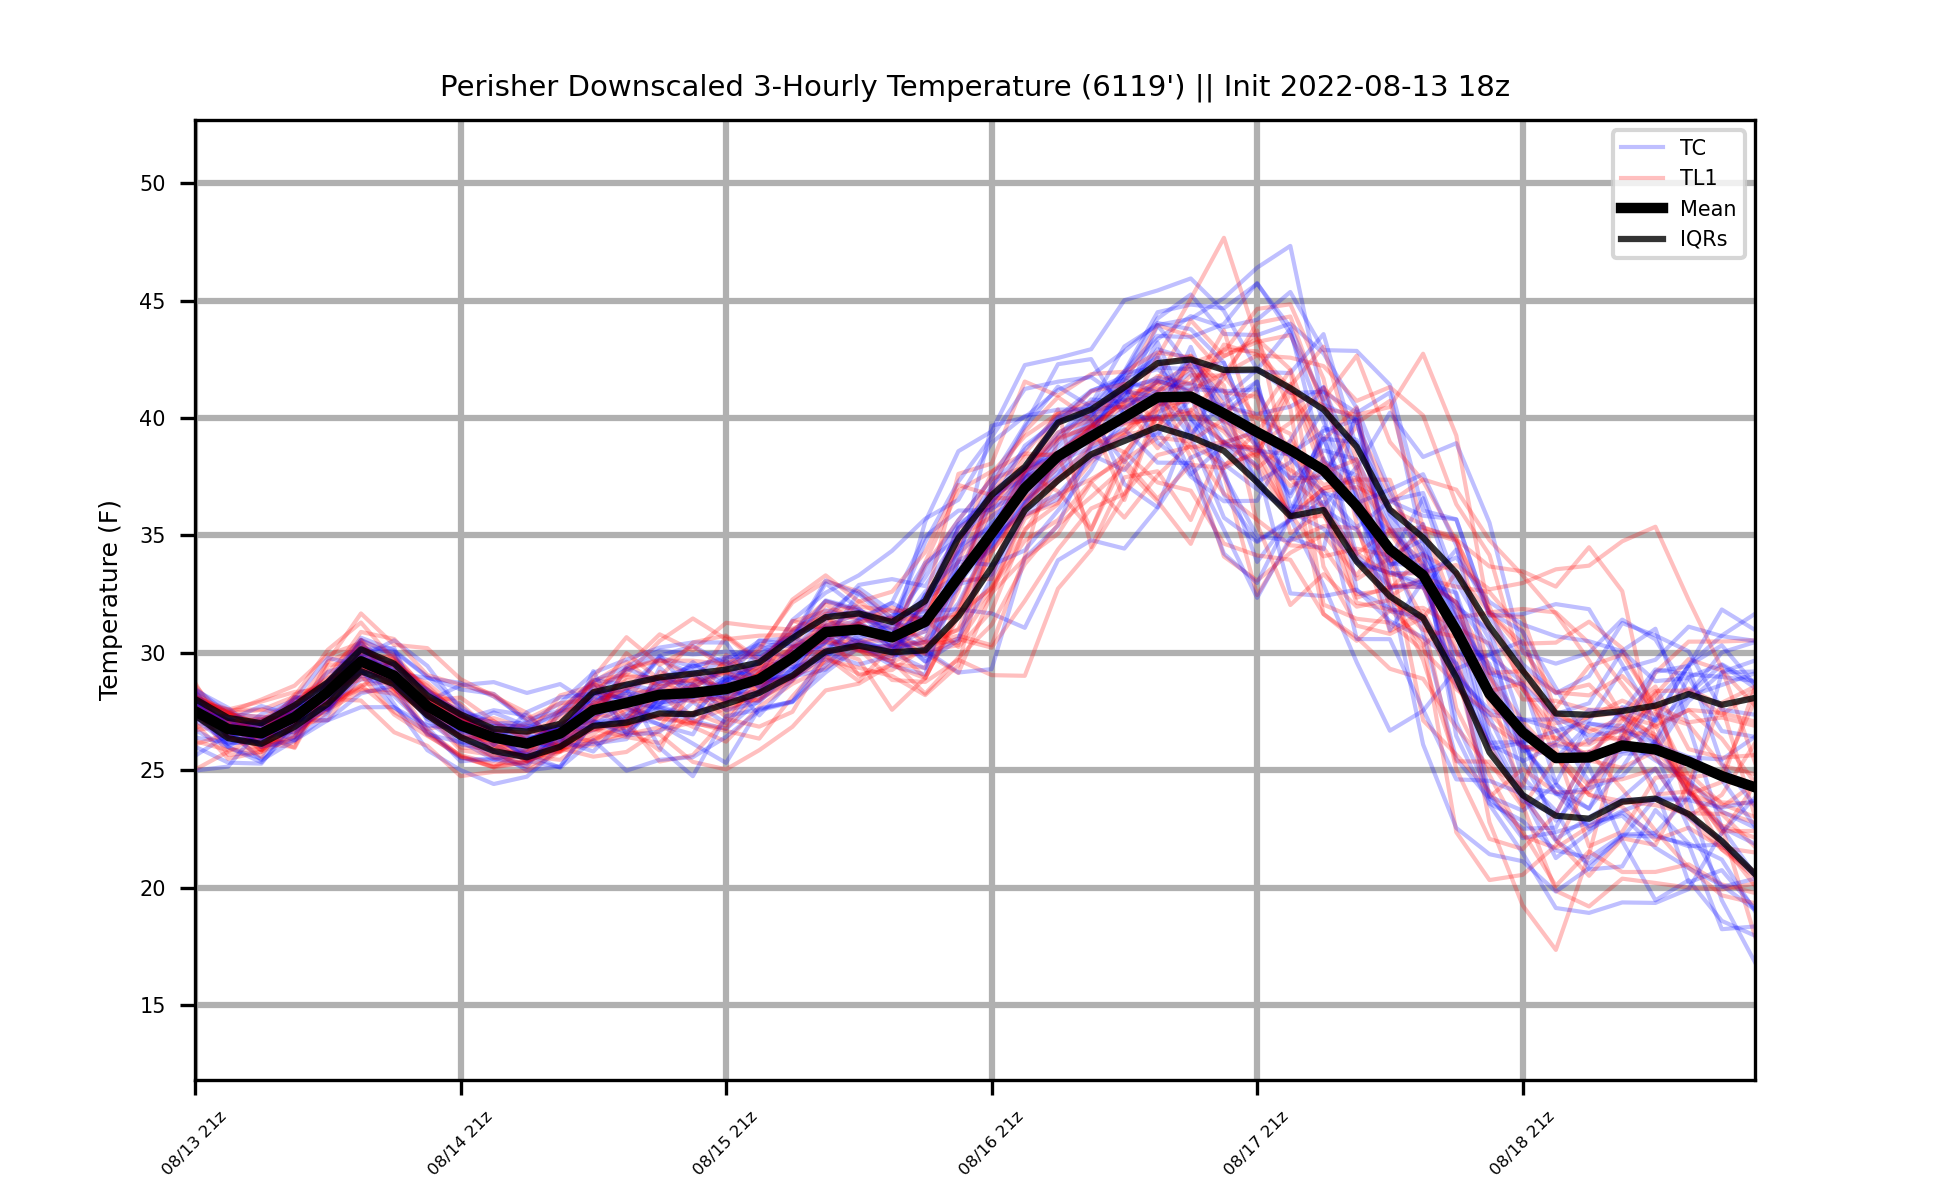 Perisher Downscaled 3-Hourly Temperature (6119') || Init 2022-08-13 18z
TC
TL1
Mean
IQRs
Temperature (F)
50
45
40
35
30
25
20
15
08/13 21z
08/14 21z
08/15 21z
08/16 21z
08/17 21z
08/18 21z